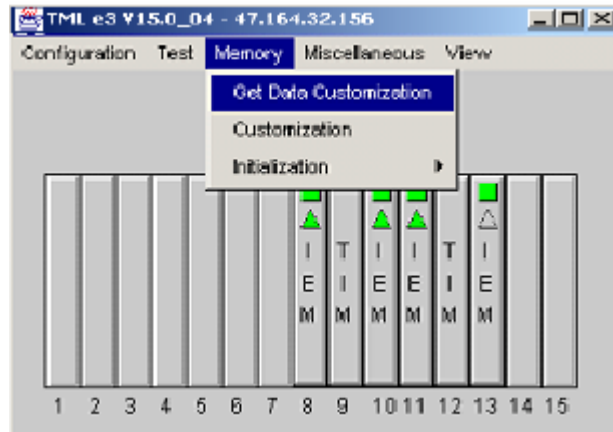 TML e3 V15.0_04 - 47.164.32.156
Configuration Test Memory Miscellaneous View
Get Data Customization
Customization
Initialization
I T I I T I
E I E E I E
M M M M M M
1 2 3 4 5 6 7 8 9 10 11 12 13 14 15